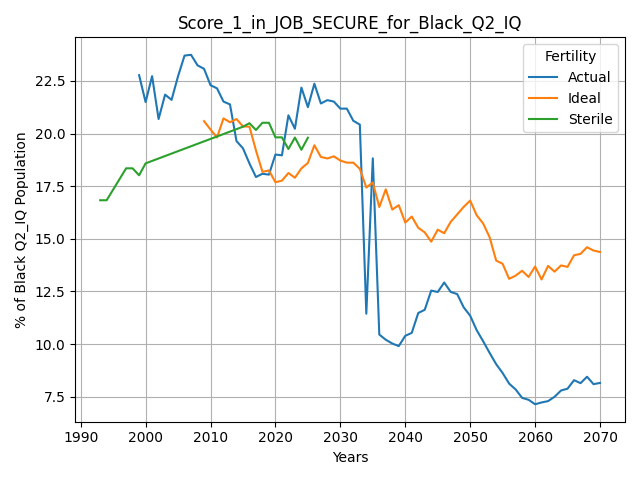 Score_1_in_JOB_SECURE_for_Black_Q2_IQ
% of Black Q2_IQ Population
22.5
20.0
17.5
15.0
12.5
10.0
7.5
Fertility
Actual
Ideal
Sterile
1990 2000 2010 2020 2030 2040 2050 2060 2070
Years